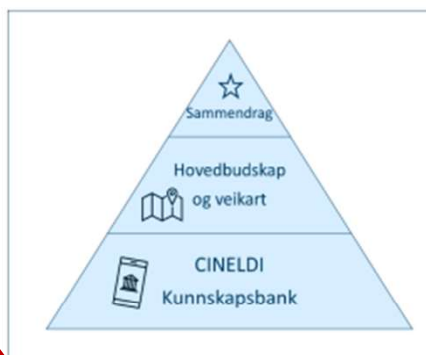 Sammendrag
Hovedbudskap
og veikart
CINELDI
Kunnskapsbank